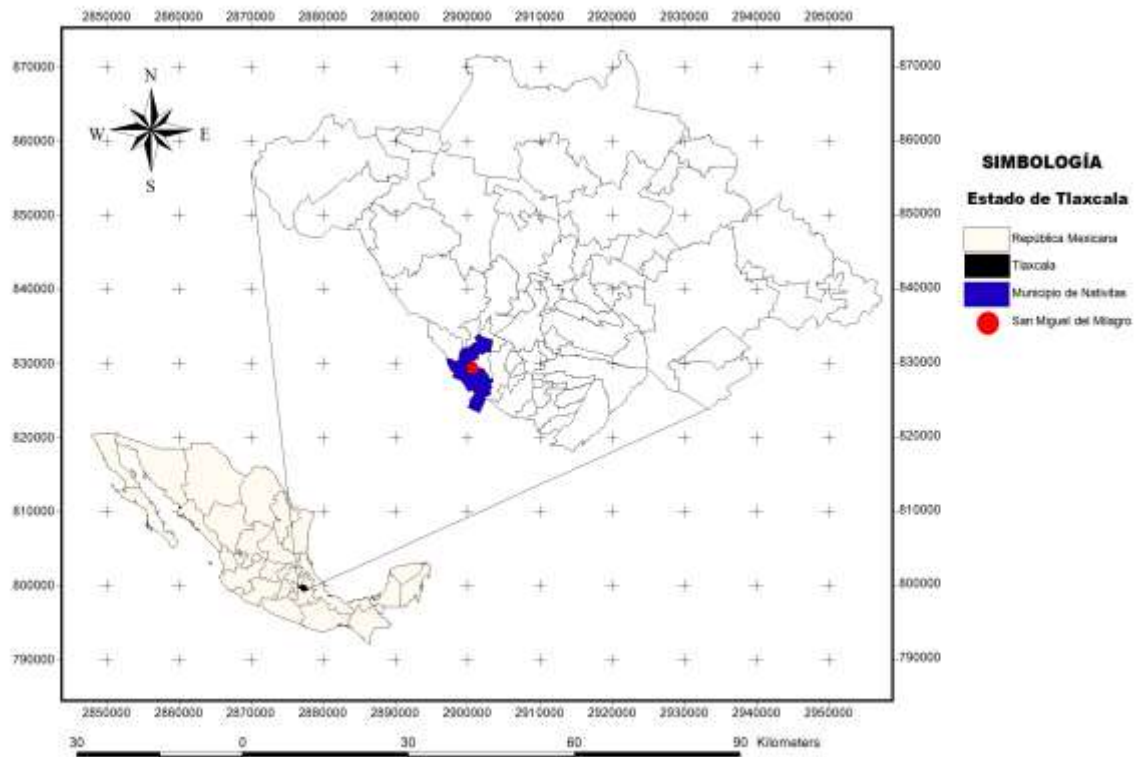 2850000 2860000 2870000 2880000 2890000 2900000 2910000 2920000 2930000 2940000 2950000
870000 870000
N
W E
S
860000 860000
SIMBOLOGÍA
Estado de Tlaxcala
850000 850000
República Mexicana
Tlaxcala
840000 840000
Municipio de Nativitas
San Miguel del Milagro
830000 830000
820000 820000
810000 810000
800000 800000
790000 790000
2850000 2860000 2870000 2880000 2890000 2900000 2910000 2920000 2930000 2940000 2950000
30 0 30 60 90 Kilometers